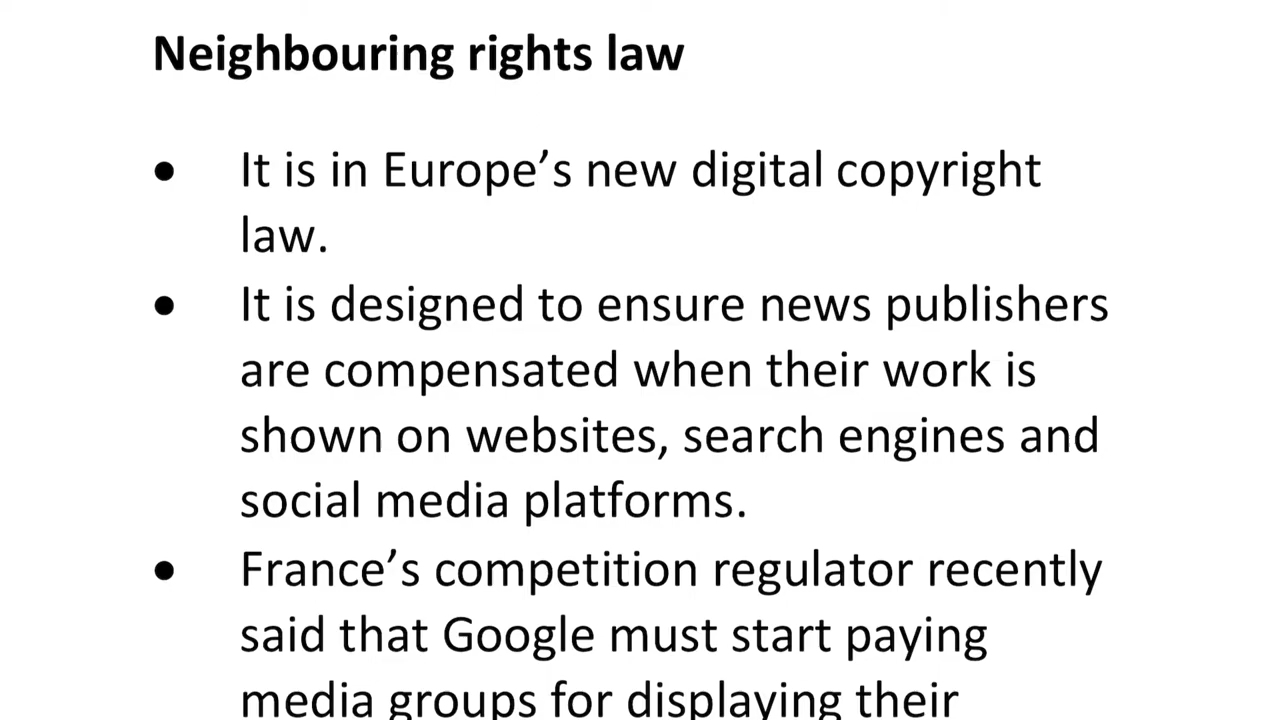 Neighbouring rights law
• It is in Europe’s new digital copyright
law.
• It is designed to ensure news publishers
are compensated when their work is
shown on websites, search engines and
social media platforms.
• France’s competition regulator recently
said that Google must start paying
media groups for displaying their